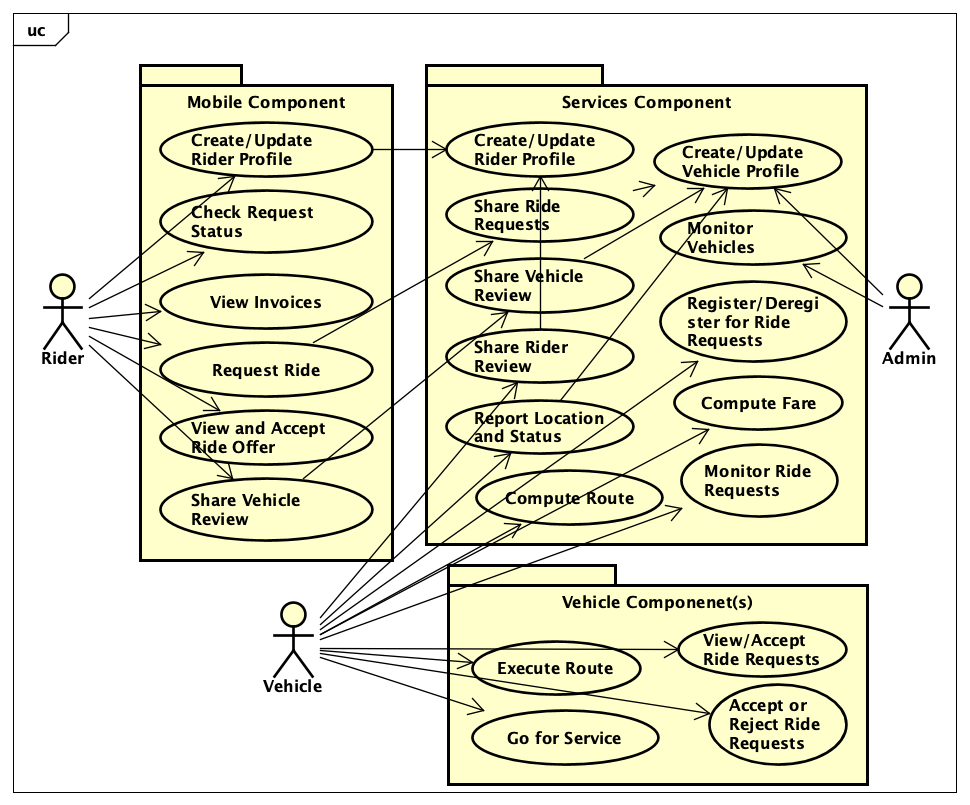 uc
Mobile Component
Create/Update
Rider Profile
Check Request
Status
View Invoices
Request Ride
View and Accept
Ride Offer
Share Vehicle
Review
Services Component
Create/Update
Rider Profile
Share Ride
Requests
Share Vehicle
Review
Share Rider
Review
Report Location
and Status
Compute Route
Create/Update
Vehicle Profile
Monitor
Vehicles
Register/Deregi
ster for Ride
Requests
Compute Fare
Monitor Ride
Requests
Rider
Admin
Vehicle
Vehicle Componenet(s)
View/Accept
Ride Requests
Execute Route
Accept or
Reject Ride
Requests
Go for Service